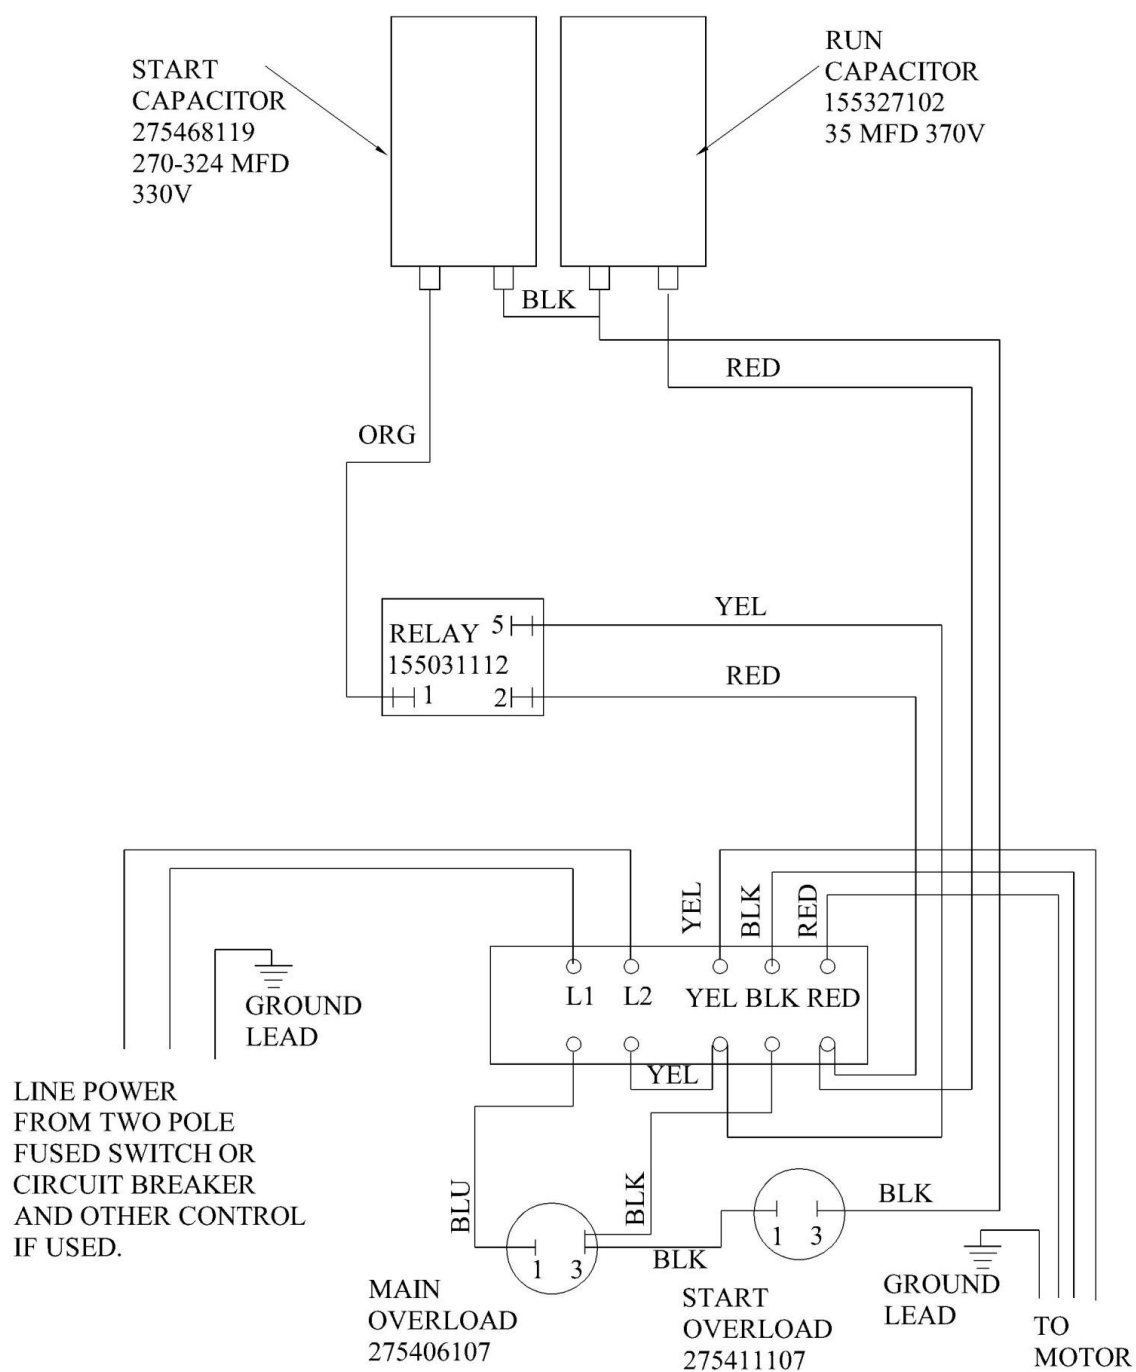 START
CAPACITOR
275468119
270-324 MFD
330V
RUN
CAPACITOR
155327102
35 MFD 370V
BLK
RED
ORG
YEL
RELAY 5
155031112
1
2
RED
YEL
BLK
RED
L1 L2 YEL BLK RED
GROUND
LEAD
YEL
LINE POWER
FROM TWO POLE
FUSED SWITCH OR
CIRCUIT BREAKER
AND OTHER CONTROL
IF USED.
BLU
BLK
1 3
BLK
1 3
BLK
MAIN
OVERLOAD
275406107
START
OVERLOAD
275411107
GROUND
LEAD
TO
MOTOR